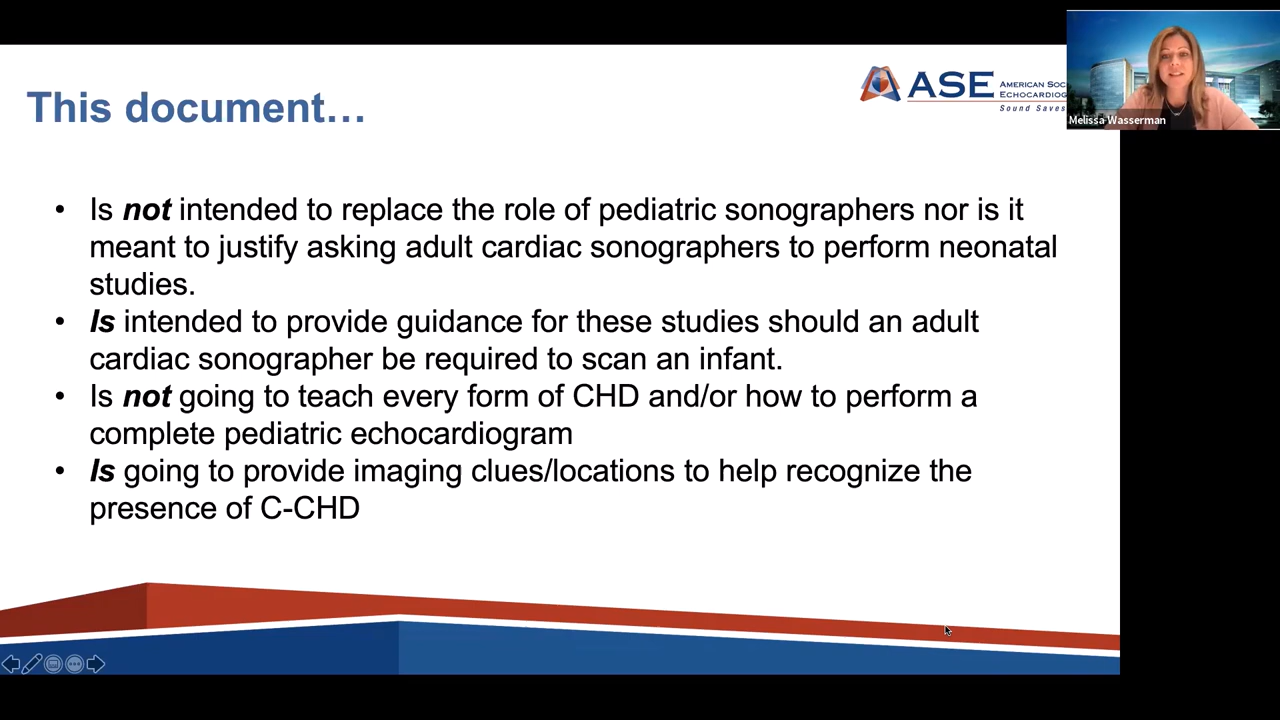 This document…
ASE
AMERICAN SOC
ECHOCARDIOG
Sound Saves
Melissa Wasserman
• Is not intended to replace the role of pediatric sonographers nor is it
meant to justify asking adult cardiac sonographers to perform neonatal
studies.
• Is intended to provide guidance for these studies should an adult
cardiac sonographer be required to scan an infant.
• Is not going to teach every form of CHD and/or how to perform a
complete pediatric echocardiogram
• Is going to provide imaging clues/locations to help recognize the
presence of C-CHD